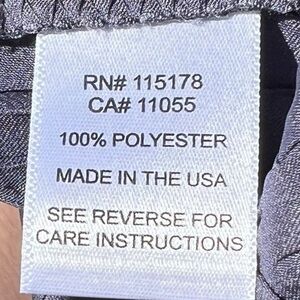 RN# 115178
CA# 11055
100% POLYESTER
MADE IN THE USA
SEE REVERSE FOR
CARE INSTRUCTIONS